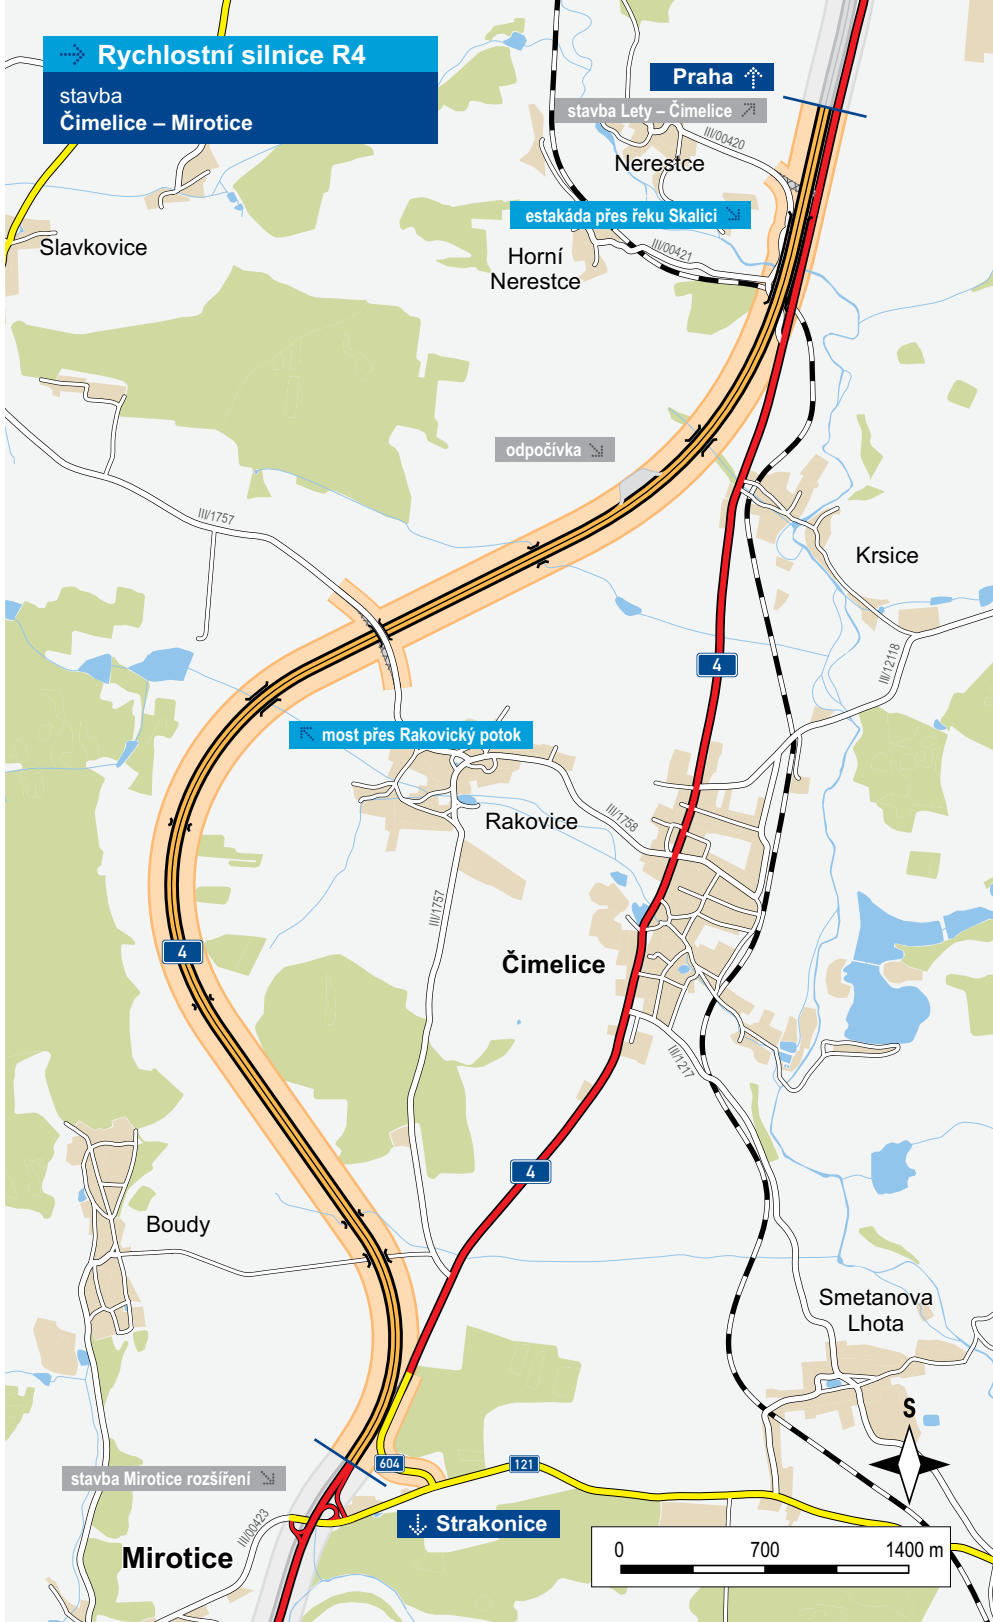 Rychlostní silnice R4
stavba
Čimelice – Mirotice
Praha
stavba Lety – Čimelice
III/00420
Nerestce
estakáda přes řeku Skalici
Slavkovice
III/00421
Horní
Nerestce
odpočívka
III/1757
Krsice
III/12118
4
most přes Rakovický potok
Rakovice
III/1758
III/1757
4
Čimelice
III/1217
4
Boudy
Smetanova
Lhota
S
604
121
stavba Mirotice rozšíření
III/00423
Strakonice
Mirotice
0 700 1400 m